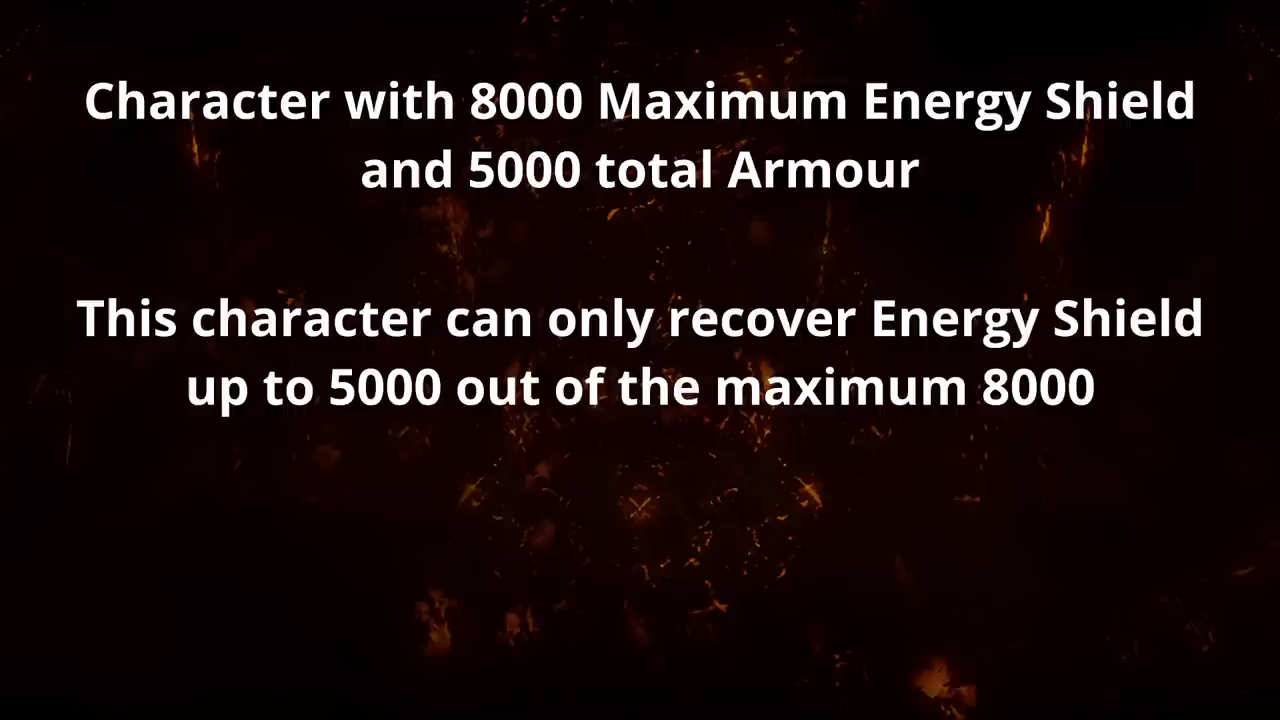 Character with 8000 Maximum Energy Shield
and 5000 total Armour
This character can only recover Energy Shield
up to 5000 out of the maximum 8000